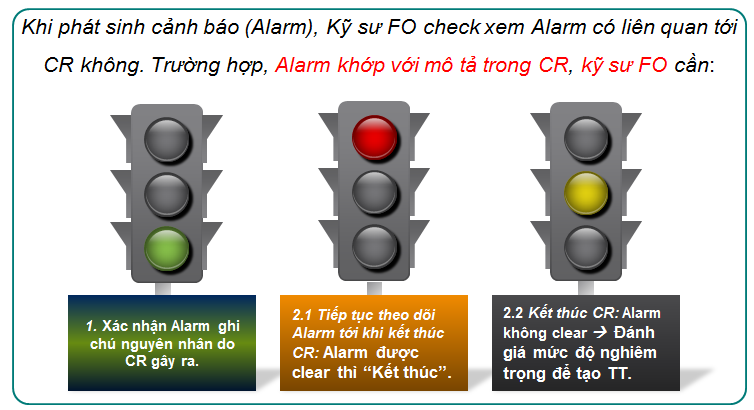 Khi phát sinh cảnh báo (Alarm), Kỹ sư FO check xem Alarm có liên quan tới
CR không. Trường hợp, Alarm khớp với mô tả trong CR, kỹ sư FO cần:
1. Xác nhận Alarm ghi
chú nguyên nhân do
CR gây ra.
2.1 Tiếp tục theo dõi
Alarm tới khi kết thúc
CR: Alarm được
clear thì “Kết thúc”.
2.2 Kết thúc CR: Alarm
không clear → Đánh
giá mức độ nghiêm
trọng để tạo TT.